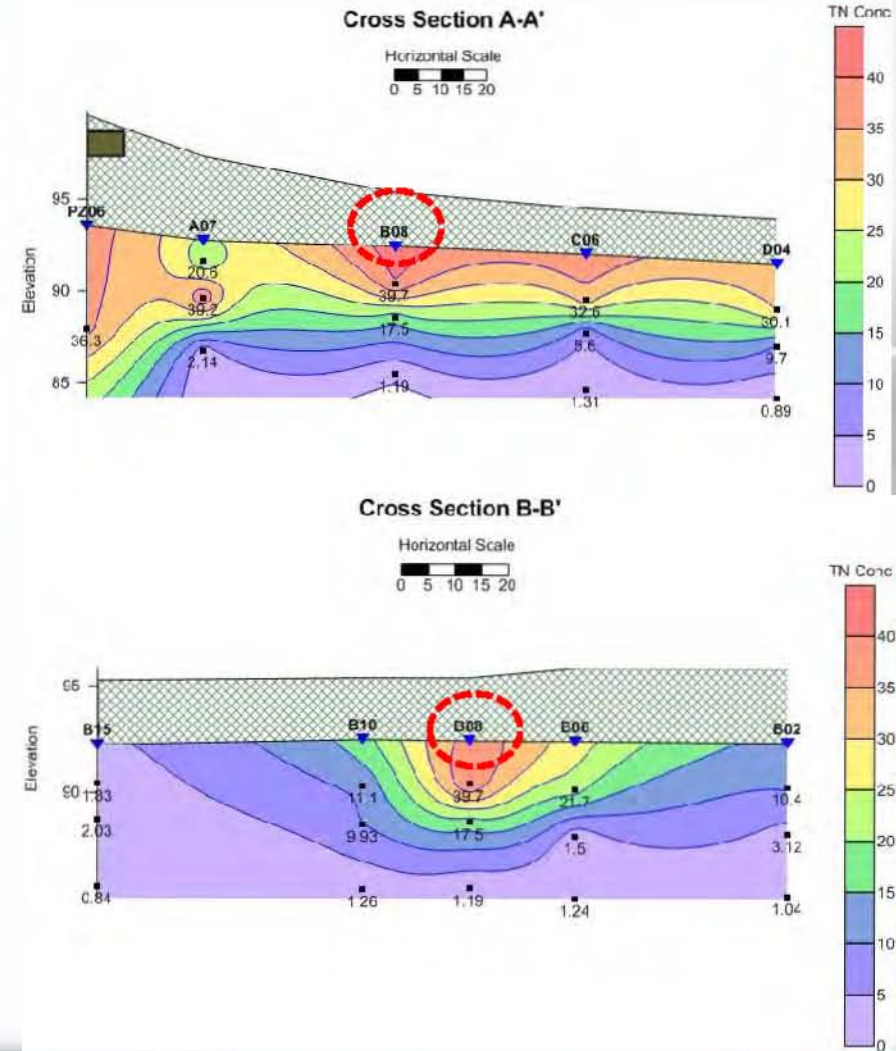 TN Conc
Cross Section A-A'
Horizontal Scale
0 5 10 15 20
40
35
30
25
20
15
10
5
0
Elevation
95
90
85
PZ06
A07
B08
C06
D04
36.3
20.6
39.2
2.14
39.7
17.5
1.19
32.6
5.6
1.31
30.1
9.7
0.89
Cross Section B-B'
Horizontal Scale
0 5 10 15 20
TN Conc
40
35
30
25
20
15
10
5
0
Elevation
95
90
B15
B10
B08
B06
B02
1.83
2.03
0.84
11.1
9.93
1.26
39.7
17.5
1.19
21.7
1.5
1.24
10.4
3.12
1.04